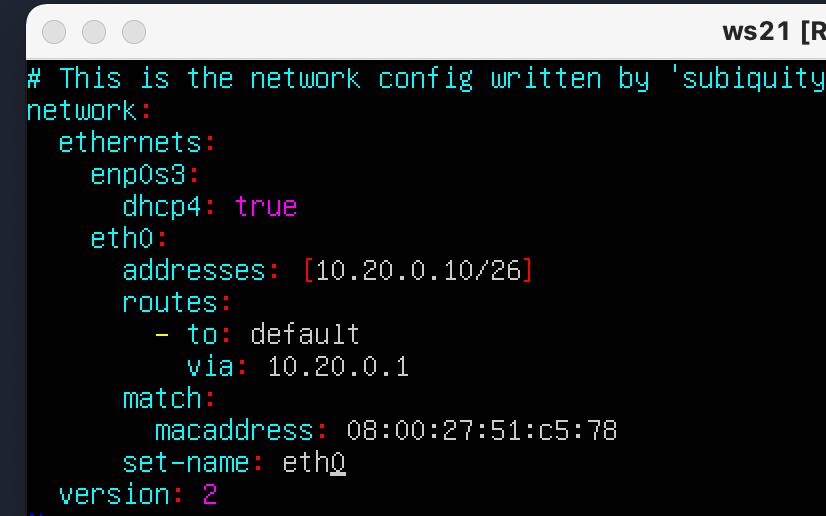 ws21 [R
# This is the network config written by 'subiquity
network:
  ethernets:
    enp0s3:
      dhcp4: true
    eth0:
      addresses: [10.20.0.10/26]
      routes:
        - to: default
          via: 10.20.0.1
      match:
        macaddress: 08:00:27:51:c5:78
      set-name: eth0
  version: 2